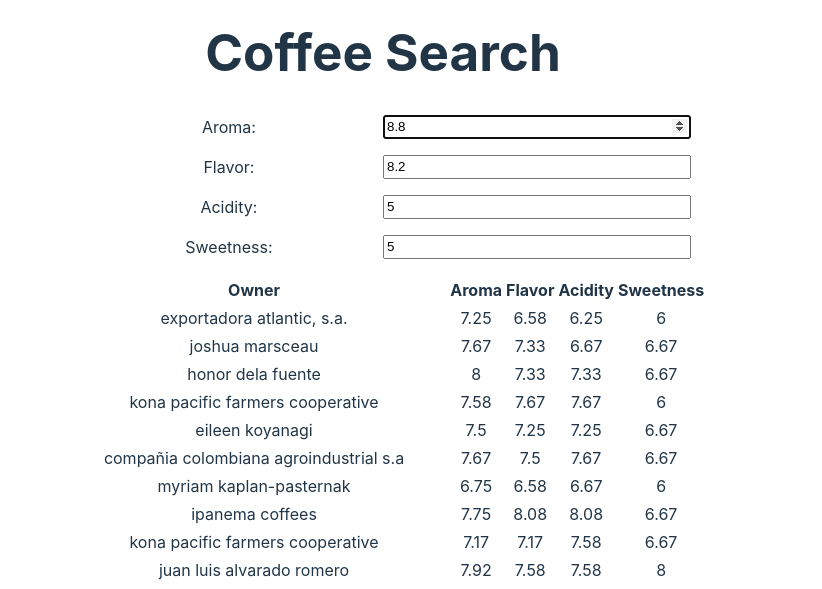 Coffee Search
Aroma: 8.8
Flavor: 8.2
Acidity: 5
Sweetness: 5
Owner Aroma Flavor Acidity Sweetness
exportadora atlantic, s.a. 7.25 6.58 6.25 6
joshua marsceau 7.67 7.33 6.67 6.67
honor dela fuente 8 7.33 7.33 6.67
kona pacific farmers cooperative 7.58 7.67 7.67 6
eileen koyanagi 7.5 7.25 7.25 6.67
compañia colombiana agroindustrial s.a 7.67 7.5 7.67 6.67
myriam kaplan-pasternak 6.75 6.58 6.67 6
ipanema coffees 7.75 8.08 8.08 6.67
kona pacific farmers cooperative 7.17 7.17 7.58 6.67
juan luis alvarado romero 7.92 7.58 7.58 8